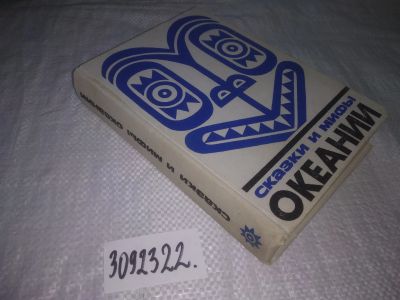 сказки и мифы
ОКЕАНИИ
сказки и мифы океании
3092322.